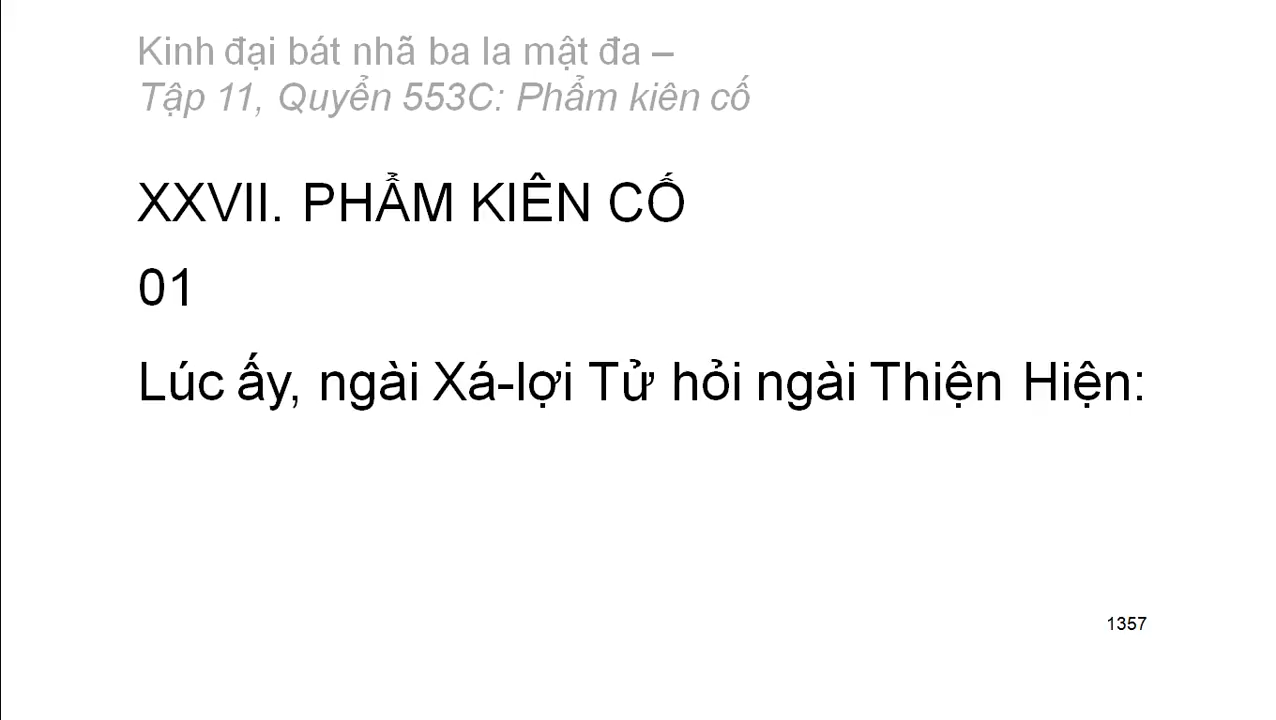 Kinh đại bát nhã ba la mật đa –
Tập 11, Quyển 553C: Phẩm kiên cố
XXVII. PHẨM KIÊN CỐ
01
Lúc ấy, ngài Xá-lợi Tử hỏi ngài Thiện Hiện:
1357